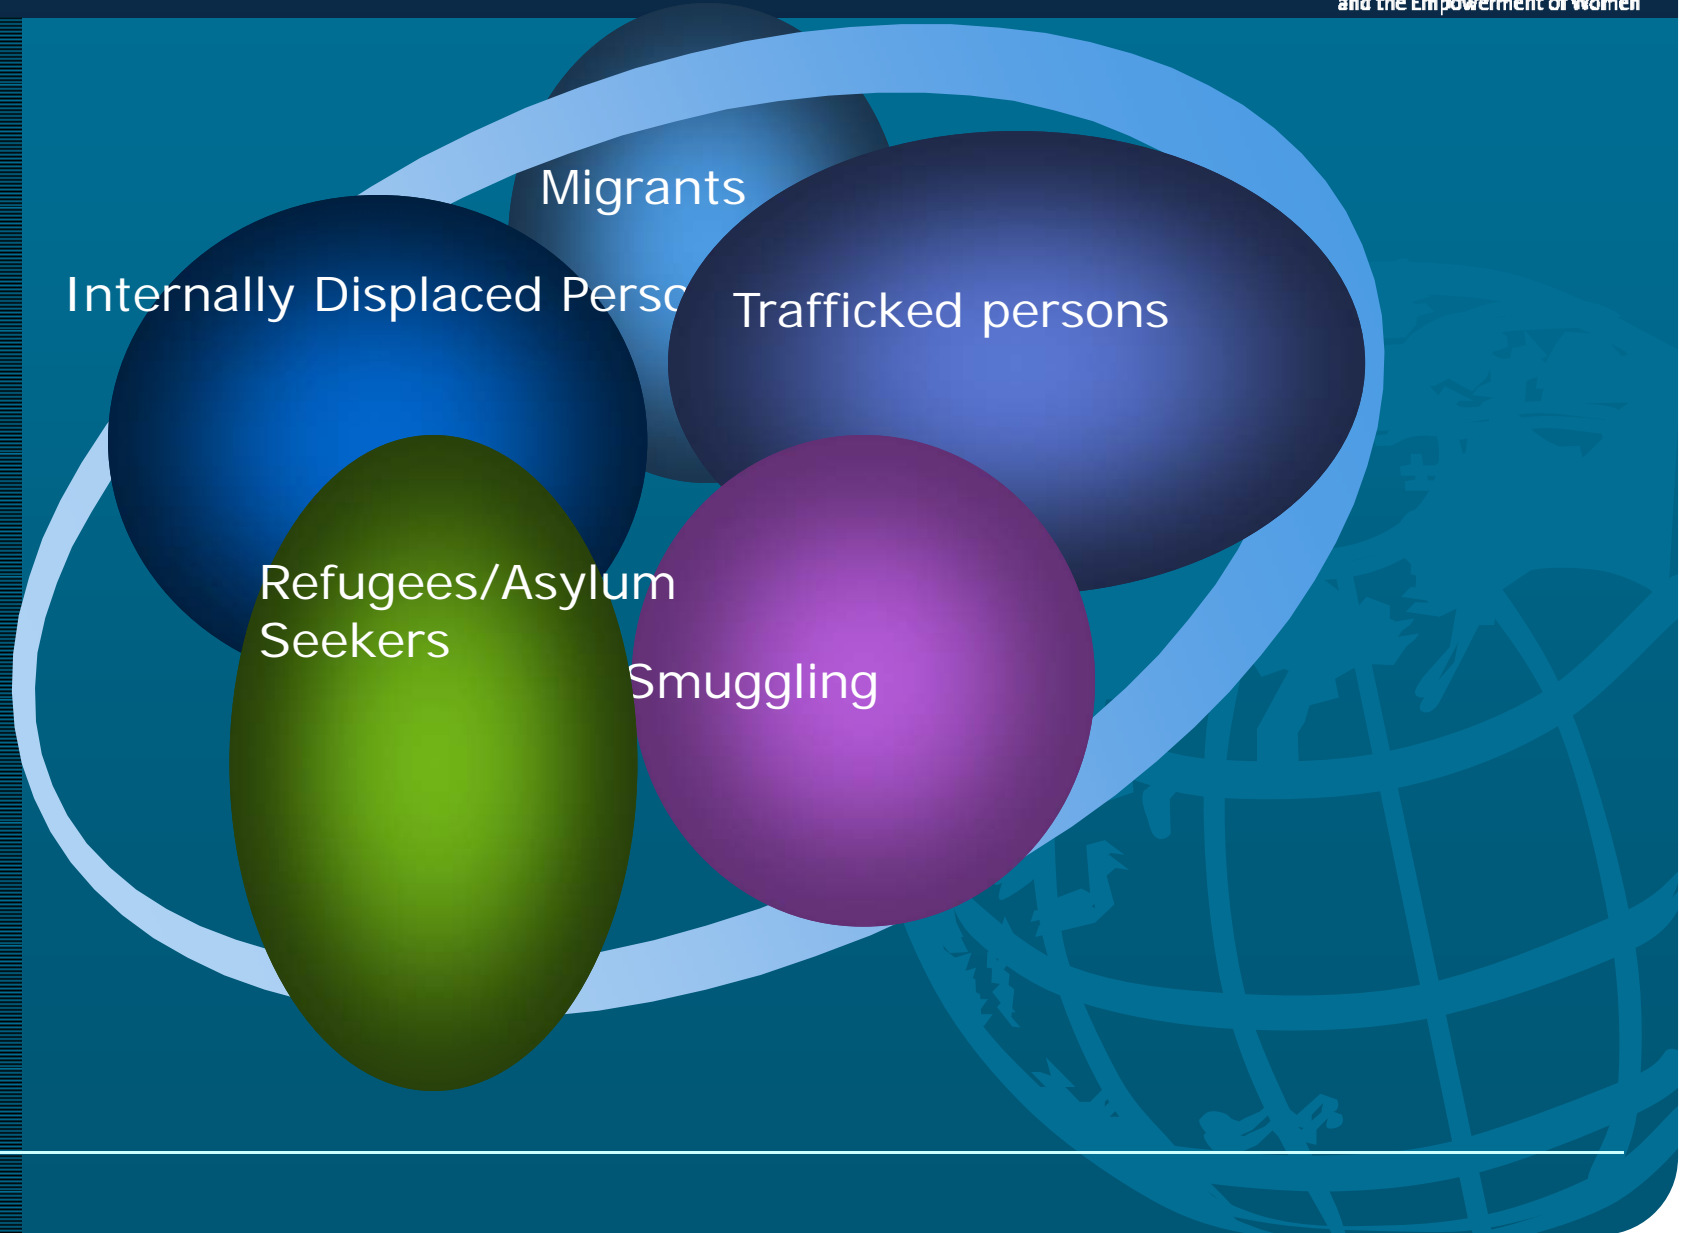 and the Empowerment of Women
Migrants
Internally Displaced Perso
Trafficked persons
Refugees/Asylum
Seekers
Smuggling